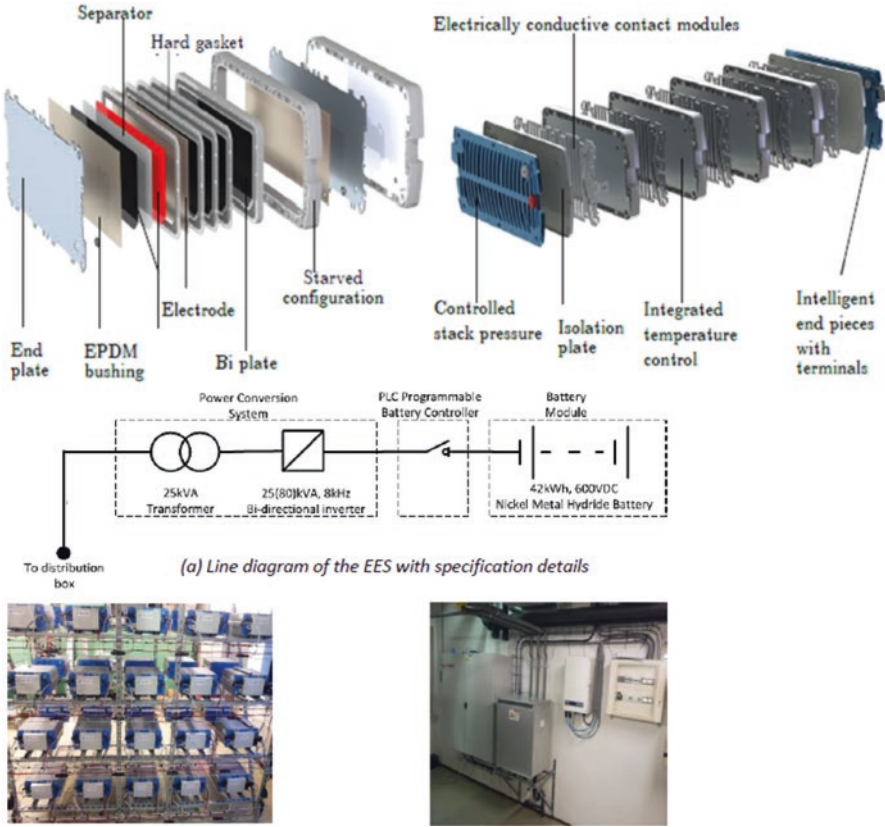 Separator
Hard gasket
Electrode
Starved
configuration
End
plate
EPDM
bushing
Bi plate
Electrically conductive contact modules
Controlled
stack pressure
Isolation
plate
Integrated
temperature
control
Intelligent
end pieces
with
terminals
Power Conversion
System
PLC Programmable
Battery Controller
Battery
Module
25kVA
Transformer
25(80)kVA, 8kHz
Bi-directional inverter
42kWh, 600VDC
Nickel Metal Hydride Battery
To distribution
box
(a) Line diagram of the EES with specification details